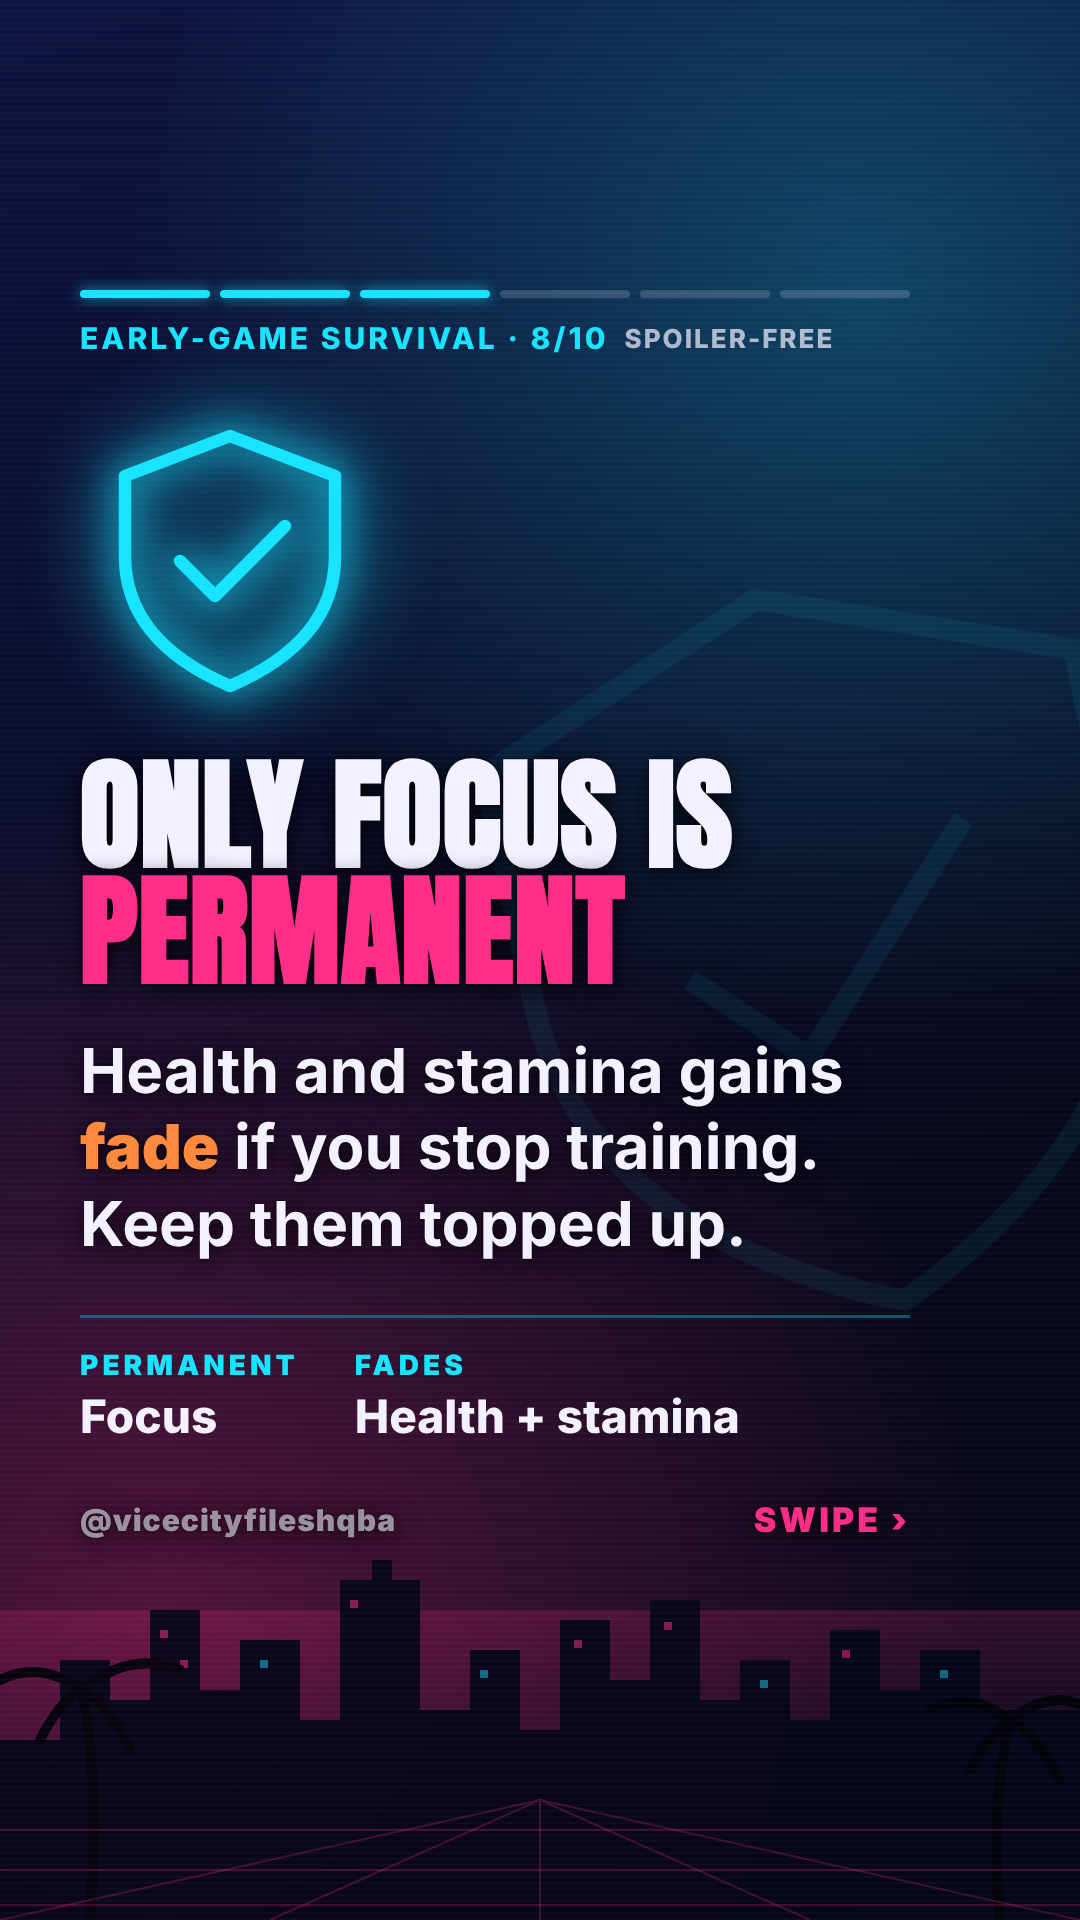 EARLY-GAME SURVIVAL · 8/10 SPOILER-FREE
ONLY FOCUS IS
PERMANENT
Health and stamina gains
fade if you stop training.
Keep them topped up.
PERMANENT FADES
Focus Health + stamina
@vicecityfileshqba SWIPE ›